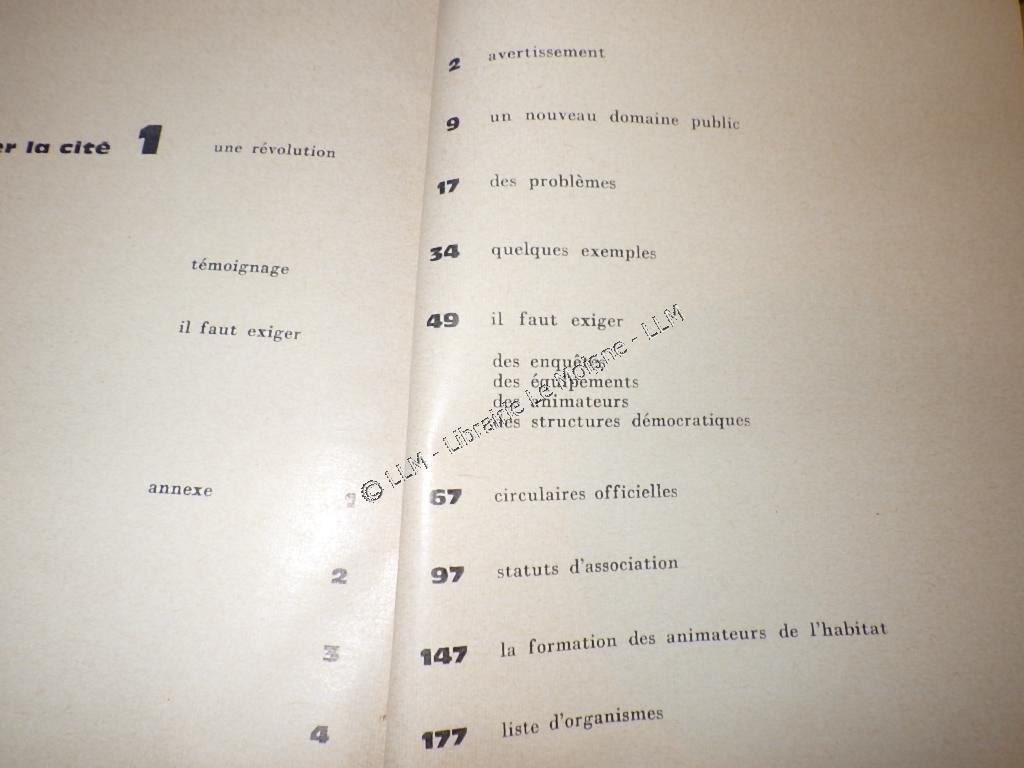 2 avertissement
9 un nouveau domaine public
er la cité 1 une révolution
17 des problèmes
témoignage 34 quelques exemples
il faut exiger 49 il faut exiger
des enquêtes
des équipements
des animateurs
des structures démocratiques
annexe 1 67 circulaires officielles
2 97 statuts d'association
3 147 la formation des animateurs de l'habitat
4 177 liste d'organismes
© LLM - Librairie Le Moigne - LLM